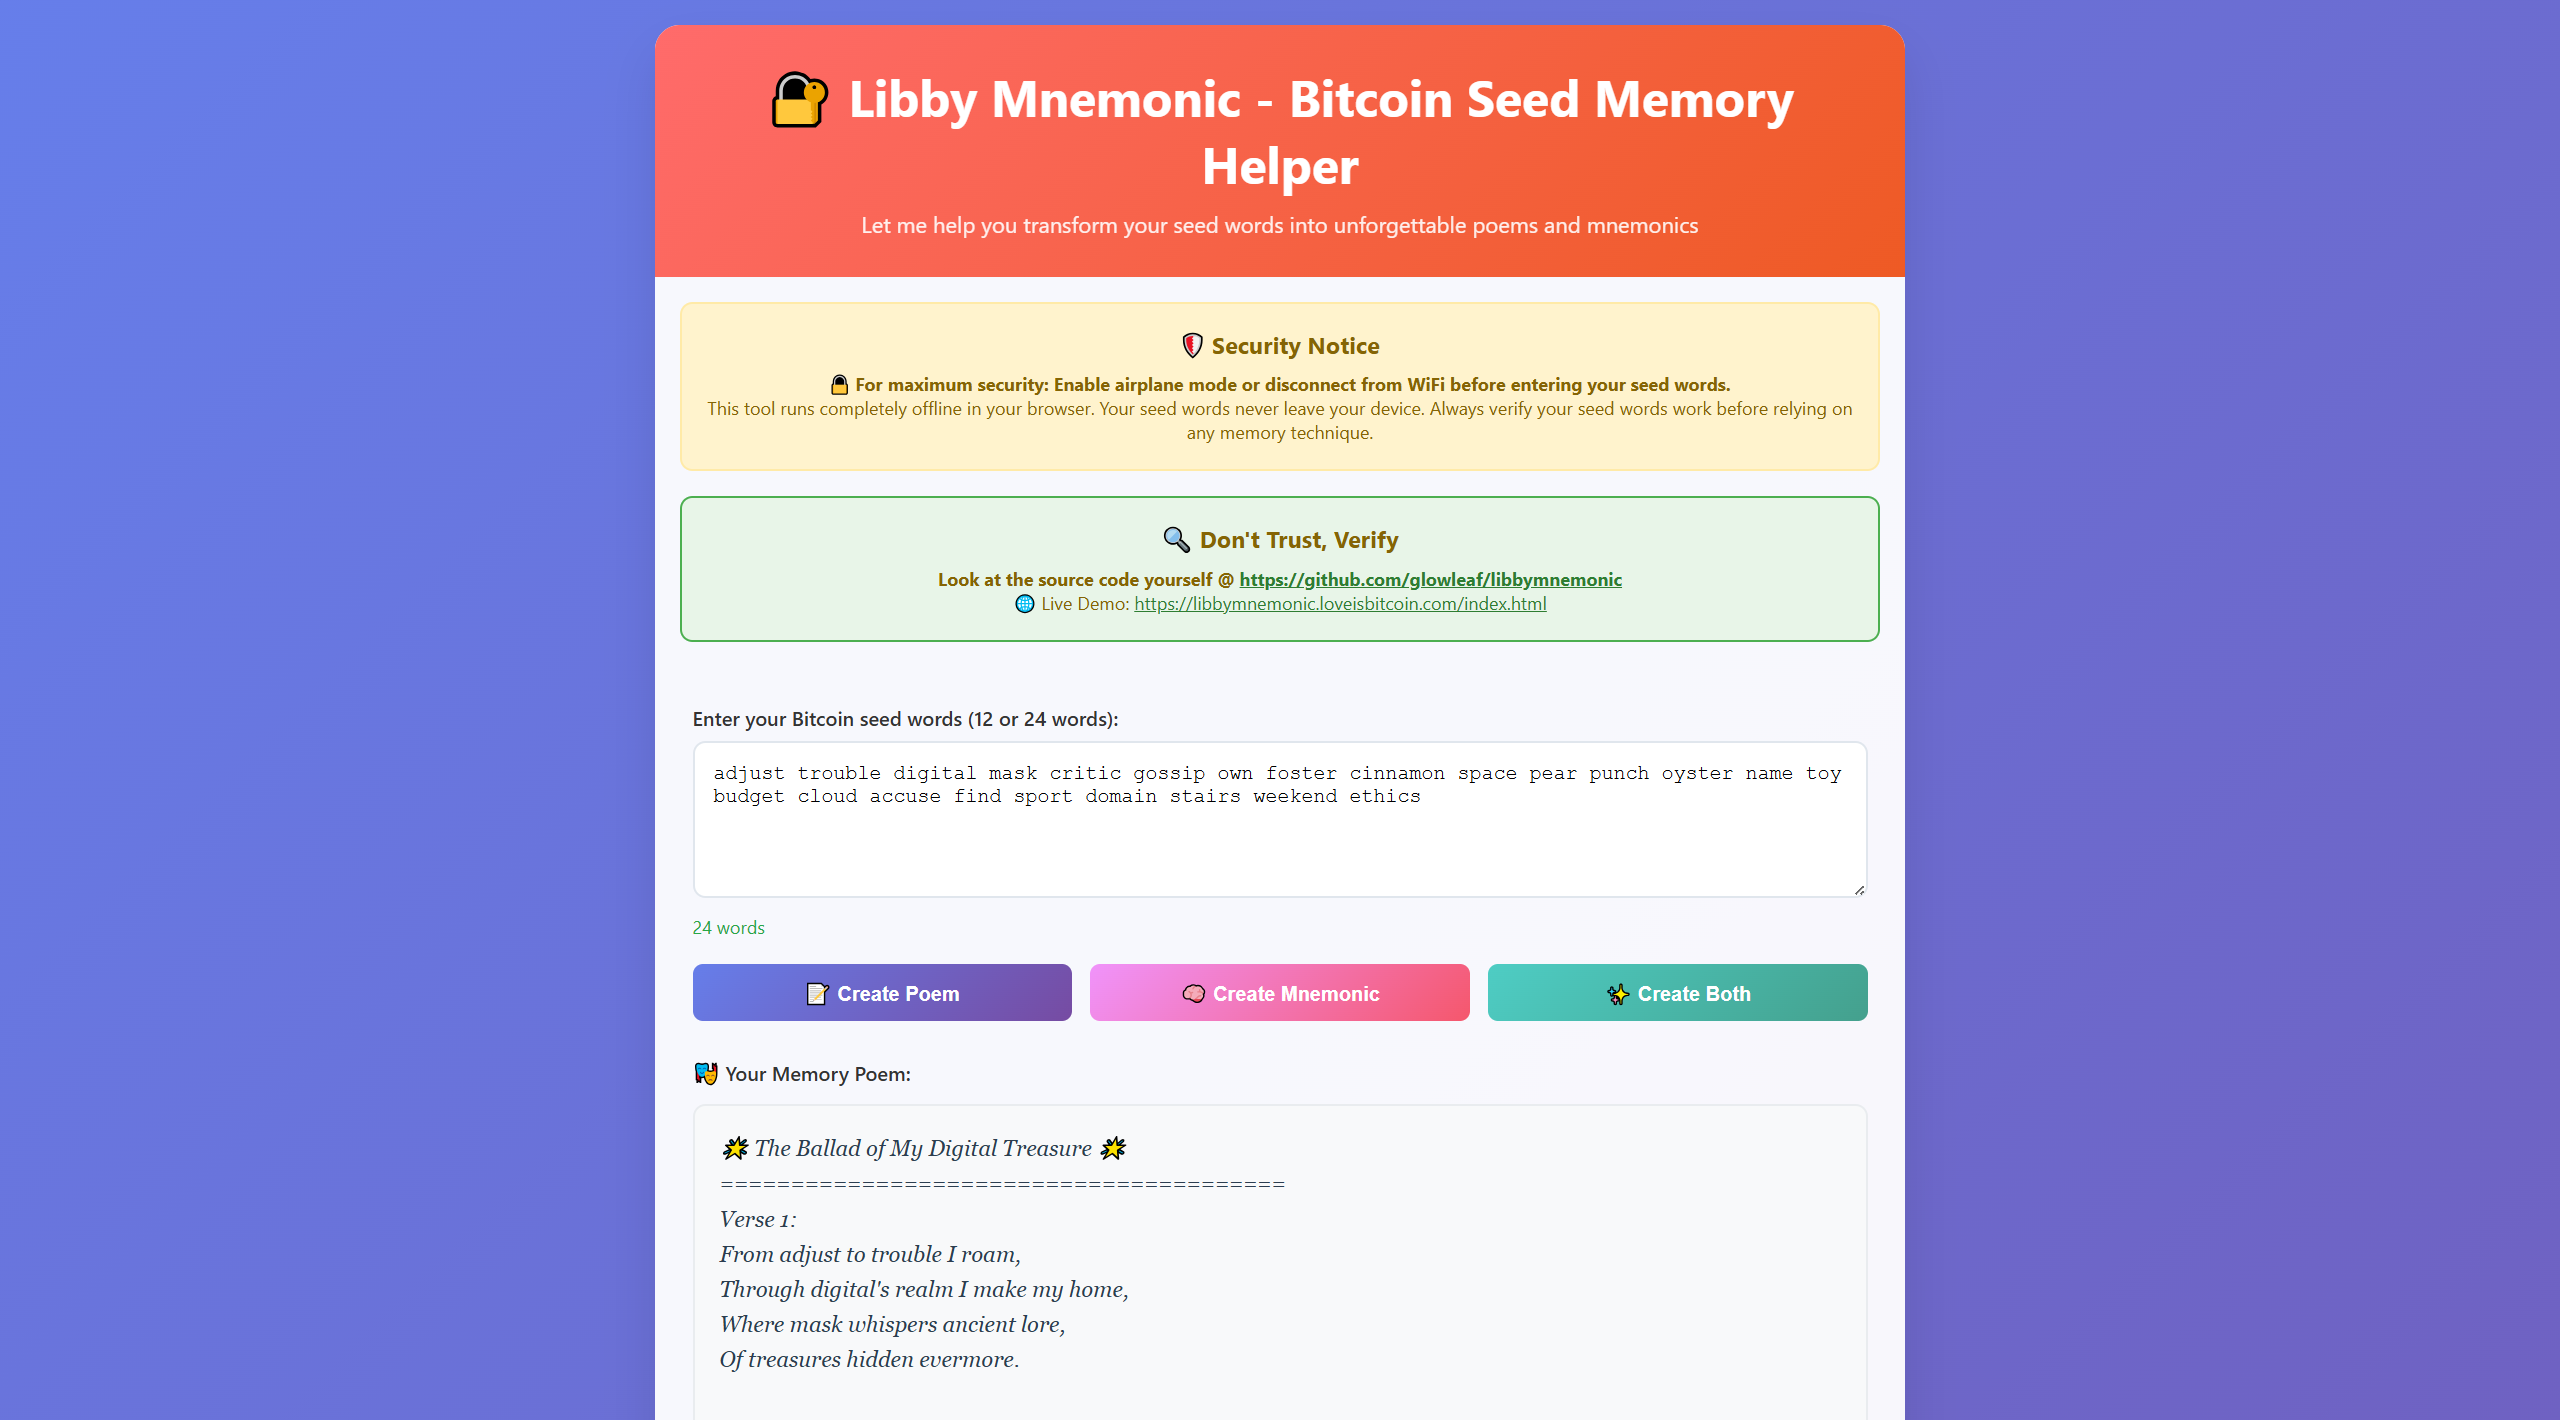 🔐 Libby Mnemonic - Bitcoin Seed Memory
Helper
Let me help you transform your seed words into unforgettable poems and mnemonics
🛡️ Security Notice
🔒 For maximum security: Enable airplane mode or disconnect from WiFi before entering your seed words.
This tool runs completely offline in your browser. Your seed words never leave your device. Always verify your seed words work before relying on
any memory technique.
🔍 Don't Trust, Verify
Look at the source code yourself @ https://github.com/glowleaf/libbymnemonic
🌐 Live Demo: https://libbymnemonic.loveisbitcoin.com/index.html
Enter your Bitcoin seed words (12 or 24 words):
adjust trouble digital mask critic gossip own foster cinnamon space pear punch oyster name toy
budget cloud accuse find sport domain stairs weekend ethics
24 words
📝 Create Poem
🧠 Create Mnemonic
✨ Create Both
🎭 Your Memory Poem:
🌟 The Ballad of My Digital Treasure 🌟
========================================
Verse 1:
From adjust to trouble I roam,
Through digital's realm I make my home,
Where mask whispers ancient lore,
Of treasures hidden evermore.